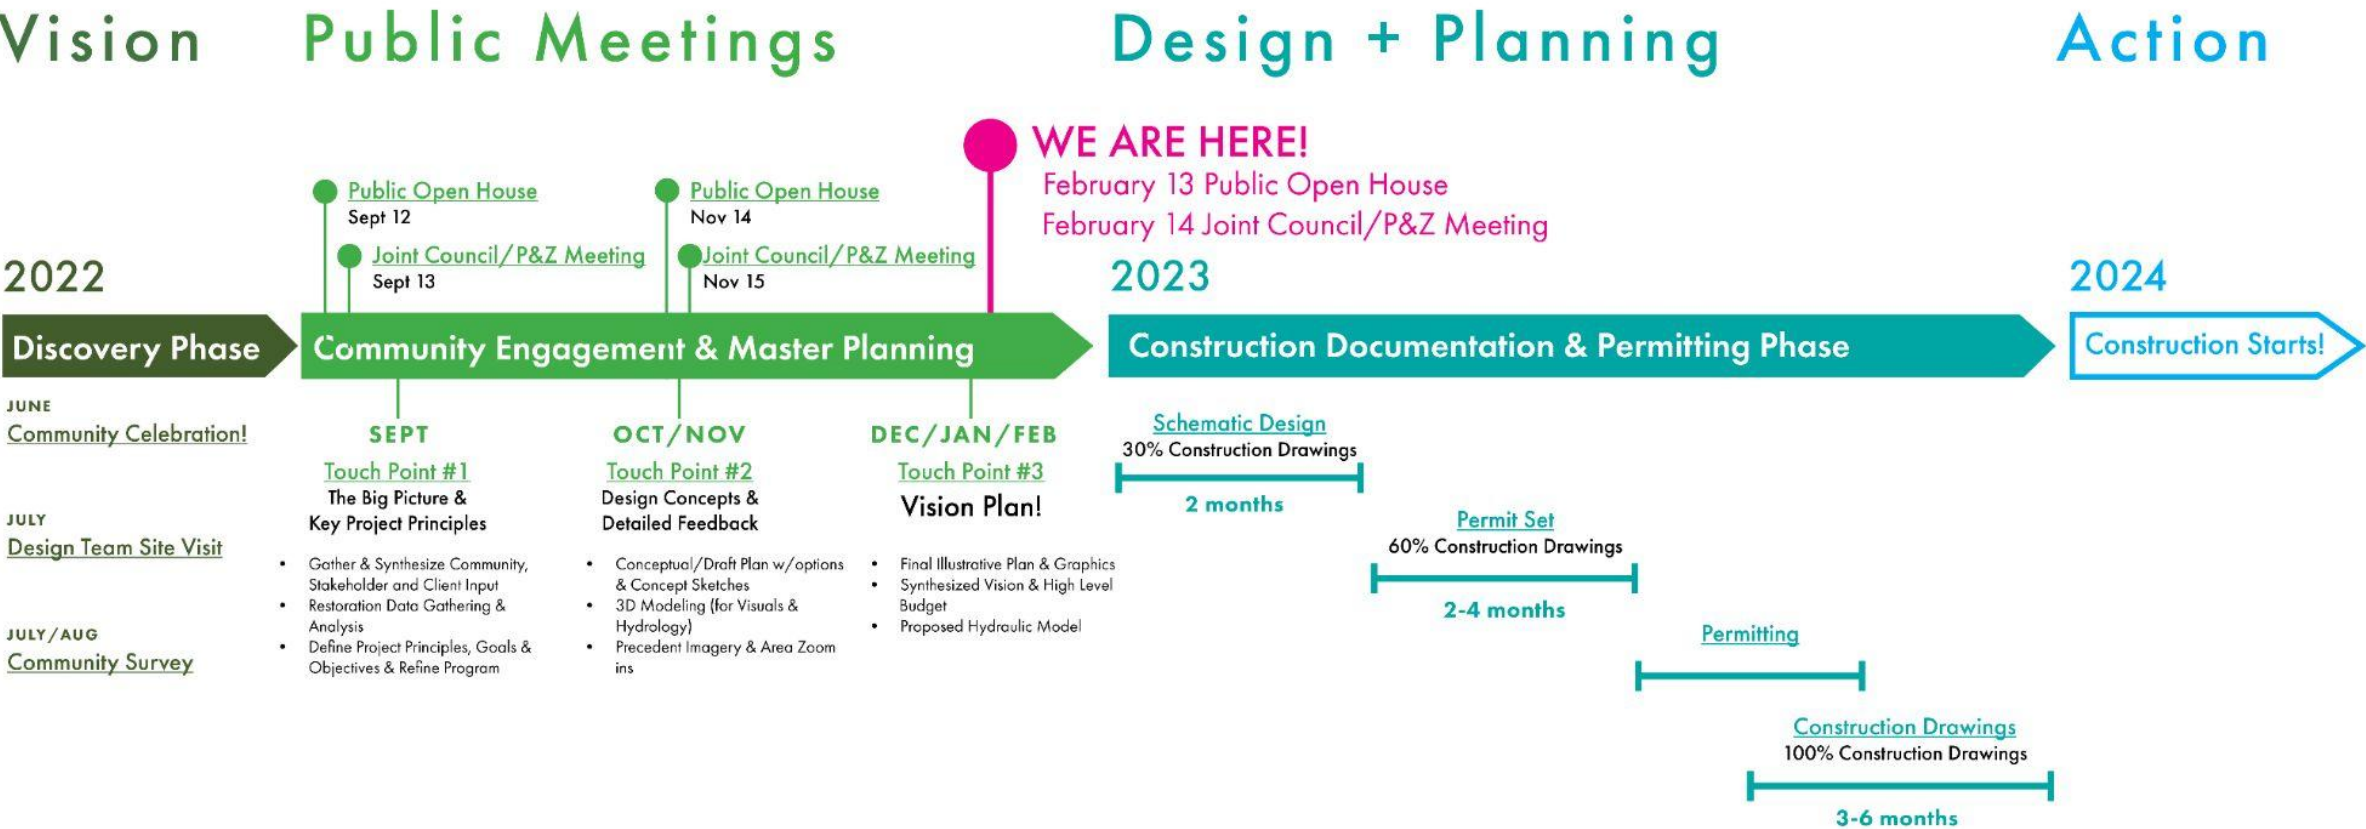 Vision
Public Meetings
Design + Planning
Action
WE ARE HERE!
February 13 Public Open House
February 14 Joint Council/P&Z Meeting
Public Open House
Sept 12
Joint Council/P&Z Meeting
Sept 13
Public Open House
Nov 14
Joint Council/P&Z Meeting
Nov 15
2022
2023
2024
Discovery Phase
Community Engagement & Master Planning
Construction Documentation & Permitting Phase
Construction Starts!
JUNE
Community Celebration!
JULY
Design Team Site Visit
JULY/AUG
Community Survey
SEPT
Touch Point #1
The Big Picture &
Key Project Principles
• Gather & Synthesize Community,
Stakeholder and Client Input
• Restoration Data Gathering &
Analysis
• Define Project Principles, Goals &
Objectives & Refine Program
OCT/NOV
Touch Point #2
Design Concepts &
Detailed Feedback
• Conceptual/Draft Plan w/options
& Concept Sketches
• 3D Modeling (for Visuals &
Hydrology)
• Precedent Imagery & Area Zoom
ins
DEC/JAN/FEB
Touch Point #3
Vision Plan!
• Final Illustrative Plan & Graphics
• Synthesized Vision & High Level
Budget
• Proposed Hydraulic Model
Schematic Design
30% Construction Drawings
2 months
Permit Set
60% Construction Drawings
2-4 months
Permitting
Construction Drawings
100% Construction Drawings
3-6 months